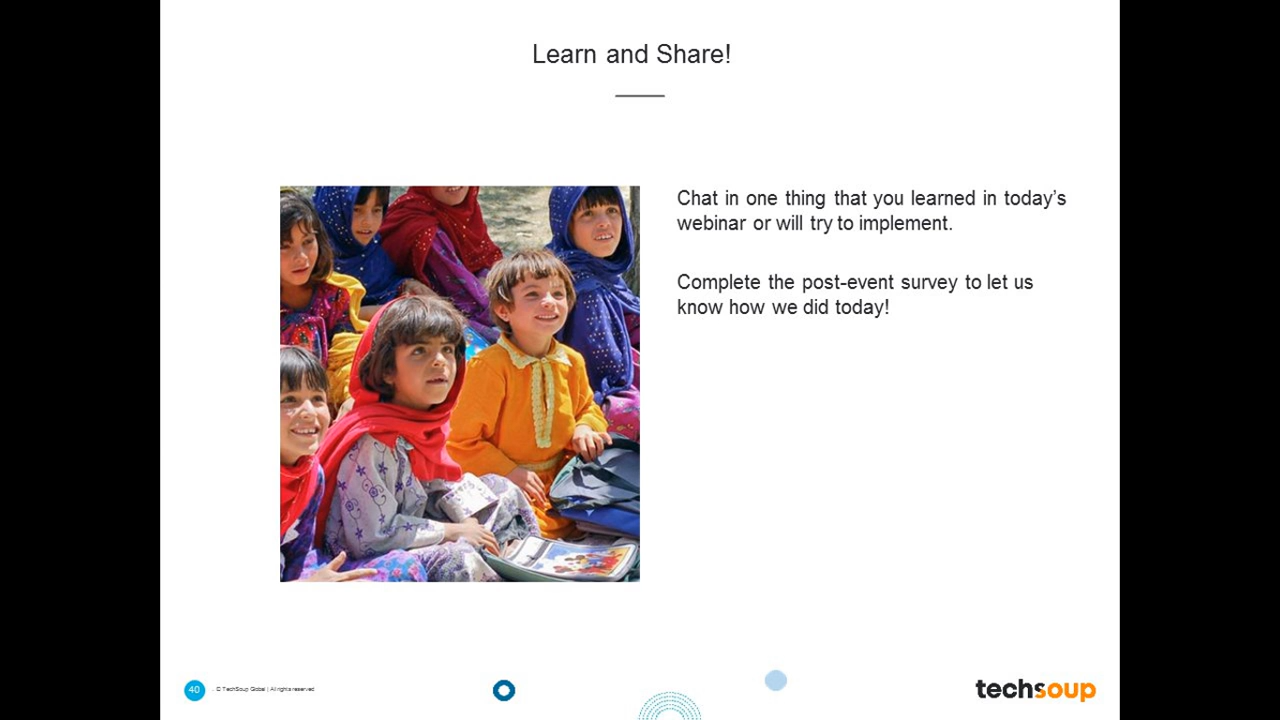 Learn and Share!
Chat in one thing that you learned in today’s
webinar or will try to implement.
Complete the post-event survey to let us
know how we did today!
40
© TechSoup Global | All rights reserved
techsoup